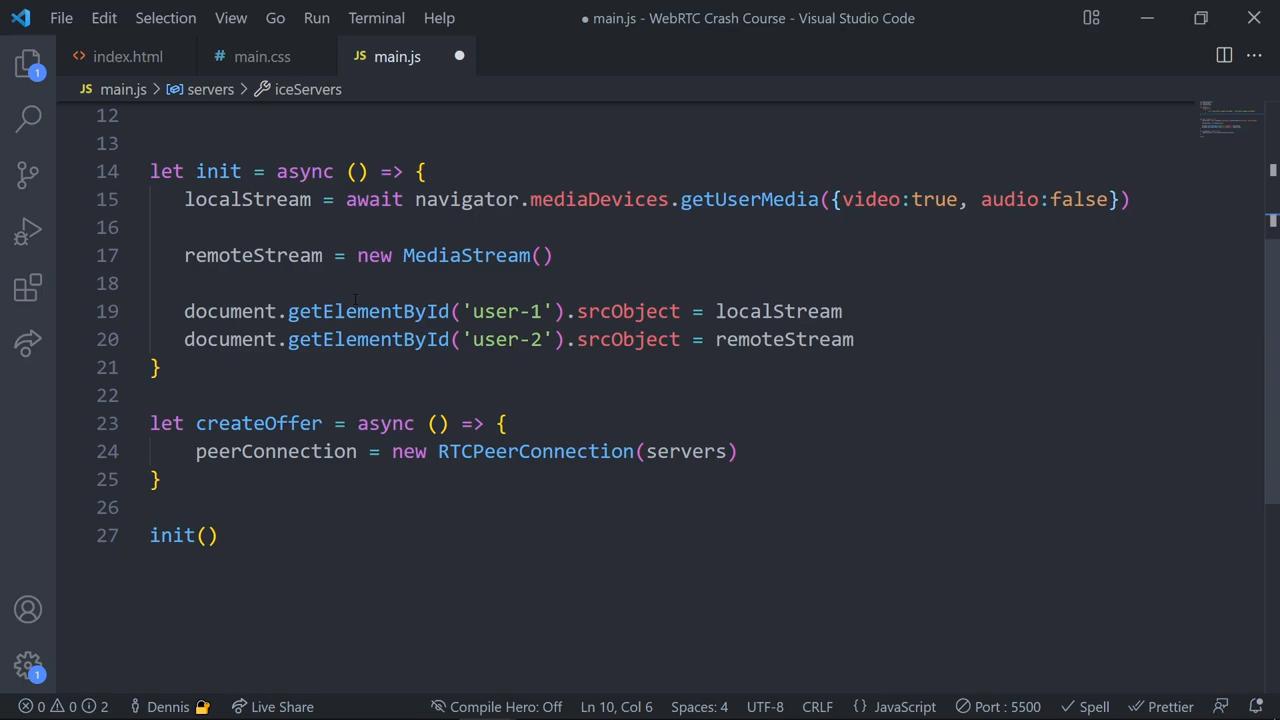 File Edit Selection View Go Run Terminal Help ● main.js - WebRTC Crash Course - Visual Studio Code
<> index.html # main.css JS main.js ●
JS main.js > servers > iceServers
12
13
14 let init = async () => {
15 localStream = await navigator.mediaDevices.getUserMedia({video:true, audio:false})
16
17 remoteStream = new MediaStream()
18
19 document.getElementById('user-1').srcObject = localStream
20 document.getElementById('user-2').srcObject = remoteStream
21 }
22
23 let createOffer = async () => {
24 peerConnection = new RTCPeerConnection(servers)
25 }
26
27 init()
1
1
0 0 2 Dennis 🔐 Live Share Compile Hero: Off Ln 10, Col 6 Spaces: 4 UTF-8 CRLF {} JavaScript Port : 5500 Spell Prettier